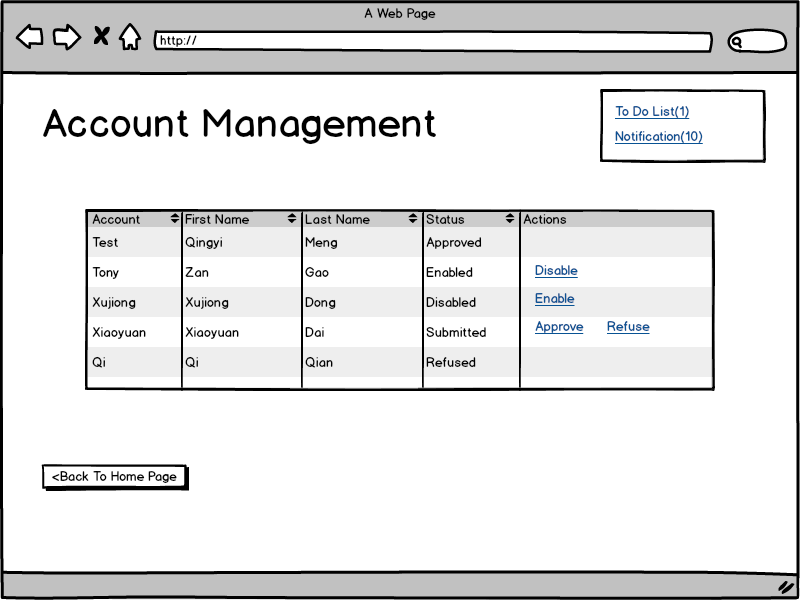 A Web Page
http://
To Do List(1)
Account Management
Notification(10)
Account First Name Last Name Status Actions
Test Qingyi Meng Approved
Tony Zan Gao Enabled Disable
Xujiong Xujiong Dong Disabled Enable
Xiaoyuan Xiaoyuan Dai Submitted Approve Refuse
Qi Qi Qian Refused
<Back To Home Page